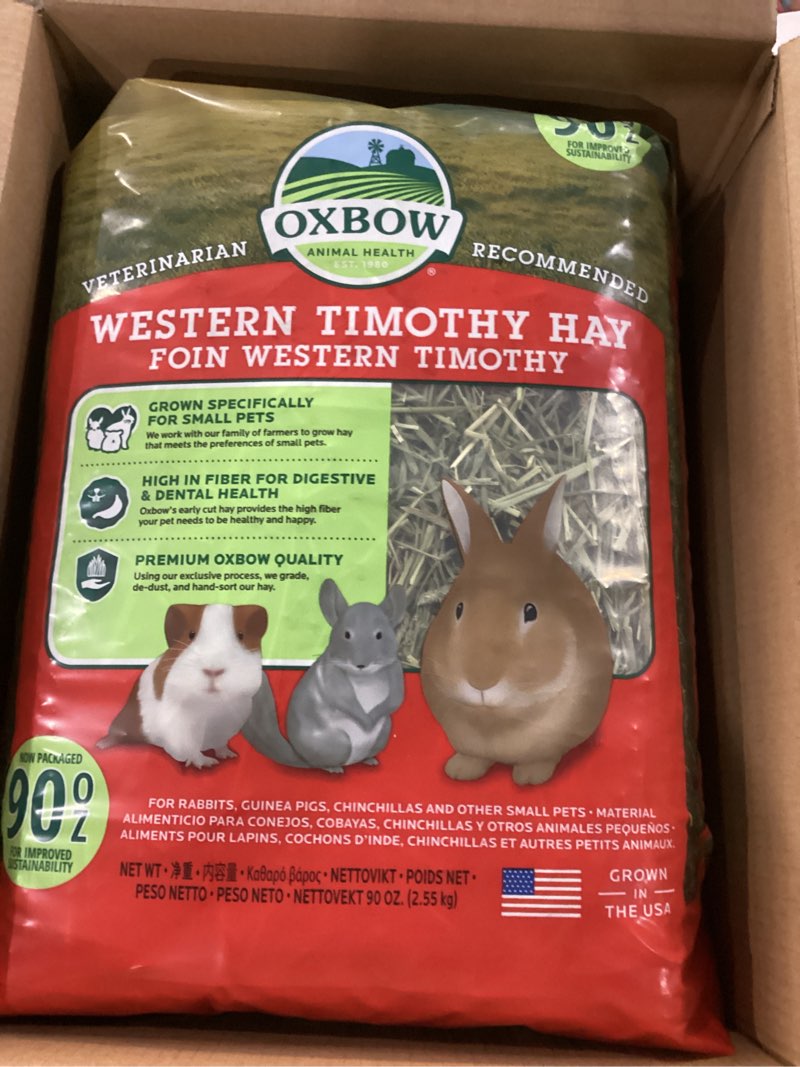 90 OZ
FOR IMPROVED
SUSTAINABILITY
OXBOW
ANIMAL HEALTH
EST. 1980
®
VETERINARIAN RECOMMENDED
WESTERN TIMOTHY HAY
FOIN WESTERN TIMOTHY
GROWN SPECIFICALLY
FOR SMALL PETS
We work with our family of farmers to grow hay
that meets the preferences of small pets.
HIGH IN FIBER FOR DIGESTIVE
& DENTAL HEALTH
Oxbow's early cut hay provides the high fiber
your pet needs to be healthy and happy.
PREMIUM OXBOW QUALITY
Using our exclusive process, we grade,
de-dust, and hand-sort our hay.
NOW PACKAGED
90 OZ
FOR IMPROVED
SUSTAINABILITY
FOR RABBITS, GUINEA PIGS, CHINCHILLAS AND OTHER SMALL PETS • MATERIAL
ALIMENTICIO PARA CONEJOS, COBAYAS, CHINCHILLAS Y OTROS ANIMALES PEQUEÑOS •
ALIMENTS POUR LAPINS, COCHONS D'INDE, CHINCHILLAS ET AUTRES PETITS ANIMAUX.
NET WT • 净重 • 内容量 • Καθαρό βάρος • NETTOVIKT • POIDS NET •
PESO NETTO • PESO NETO • NETTOVEKT 90 OZ. (2.55 kg)
GROWN
IN
THE USA